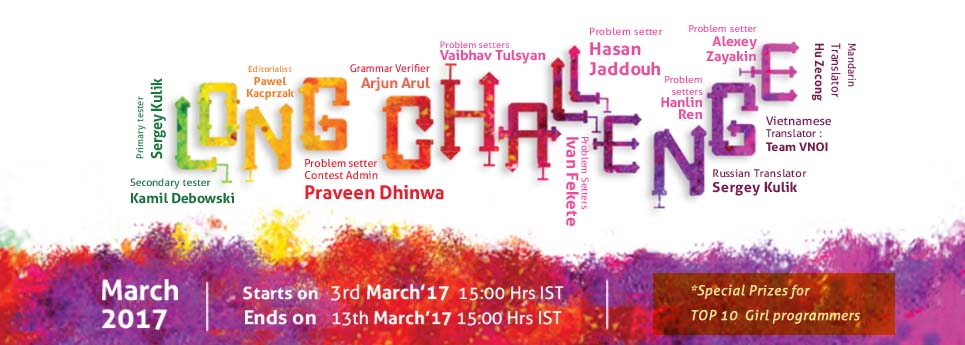 Primary tester
Sergey Kulik
Secondary tester
Kamil Debowski
Editorialist
Pawel
Kacprzak
Problem setter
Contest Admin
Praveen Dhinwa
Grammar Verifier
Arjun Arul
Problem setters
Vaibhav Tulsyan
Problem Setters
Ivan Fekete
Problem setter
Hasan
Jaddouh
Problem
setters
Hanlin
Ren
Problem setter
Alexey
Zayakin
Mandarin
Translator
Hu Zecong
Vietnamese
Translator :
Team VNOI
Russian Translator
Sergey Kulik
LONG CHALLENGE
March
2017
Starts on 3rd March'17 15:00 Hrs IST
Ends on 13th March'17 15:00 Hrs IST
*Special Prizes for
TOP 10 Girl programmers